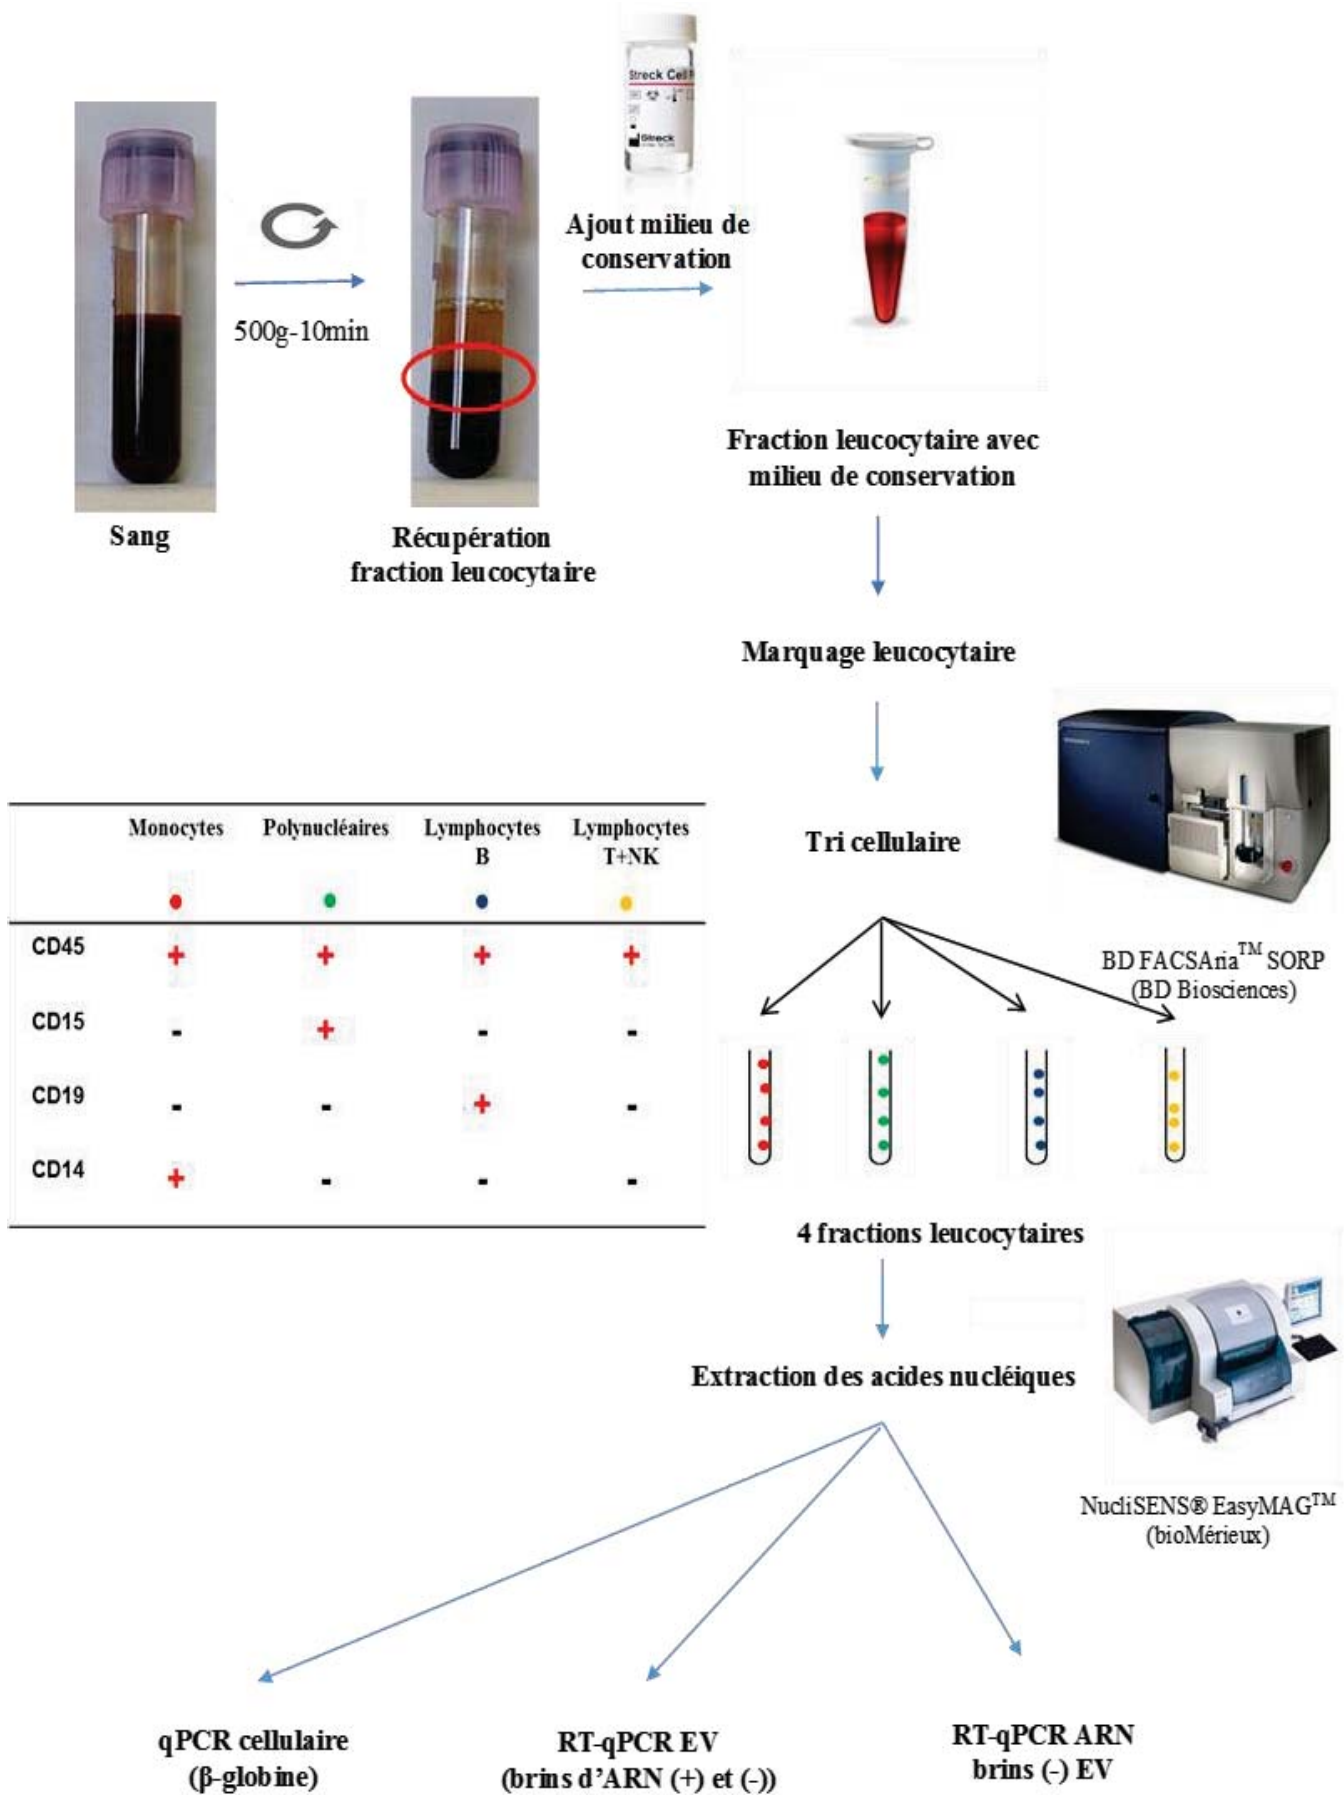 Streck Cell
Streck
Ajout milieu de
conservation
500g-10min
Sang
Récupération
fraction leucocytaire
Fraction leucocytaire avec
milieu de conservation
Marquage leucocytaire
Tri cellulaire
BD FACSAria™ SORP
(BD Biosciences)
Monocytes Polynucléaires Lymphocytes B Lymphocytes T+NK
CD45 + + + +
CD15 - + - -
CD19 - - + -
CD14 + - - -
4 fractions leucocytaires
Extraction des acides nucléiques
NucliSENS® EasyMAG™
(bioMérieux)
qPCR cellulaire
(β-globine)
RT-qPCR EV
(brins d'ARN (+) et (-))
RT-qPCR ARN
brins (-) EV